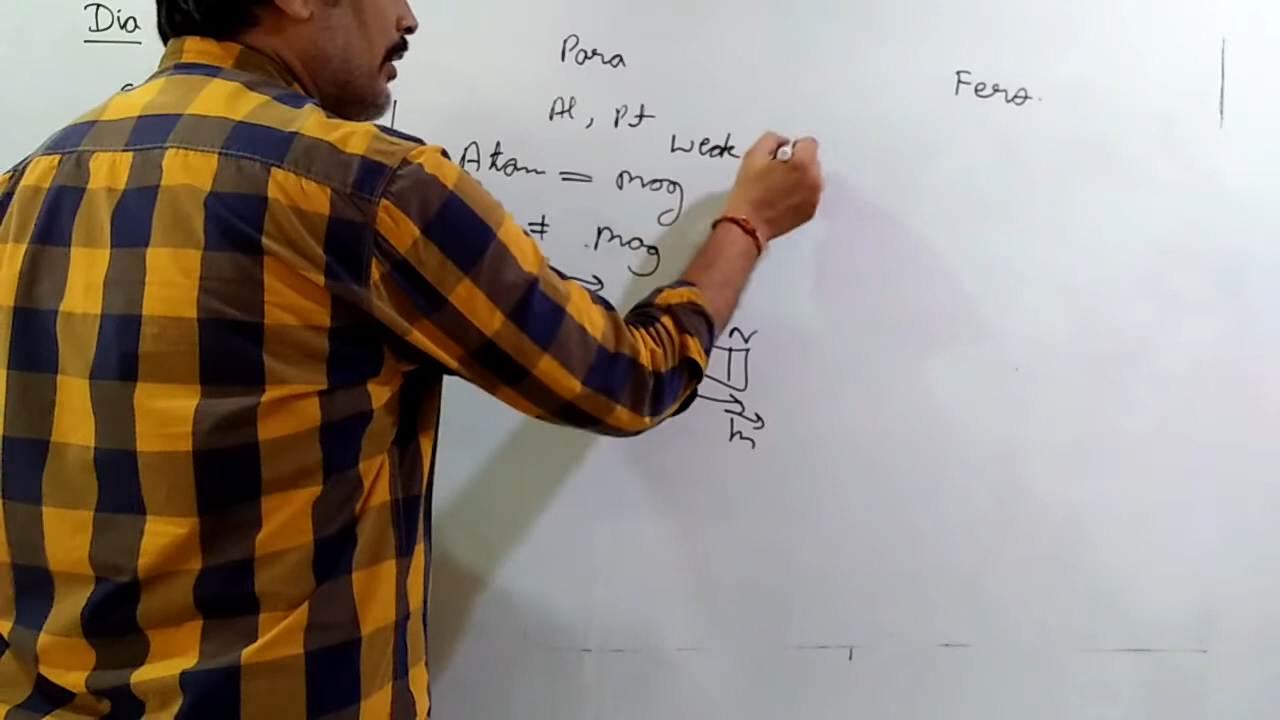 Dia
Para
Fero.
Al, Pt
weak
Atom = mag
≠ mag
m